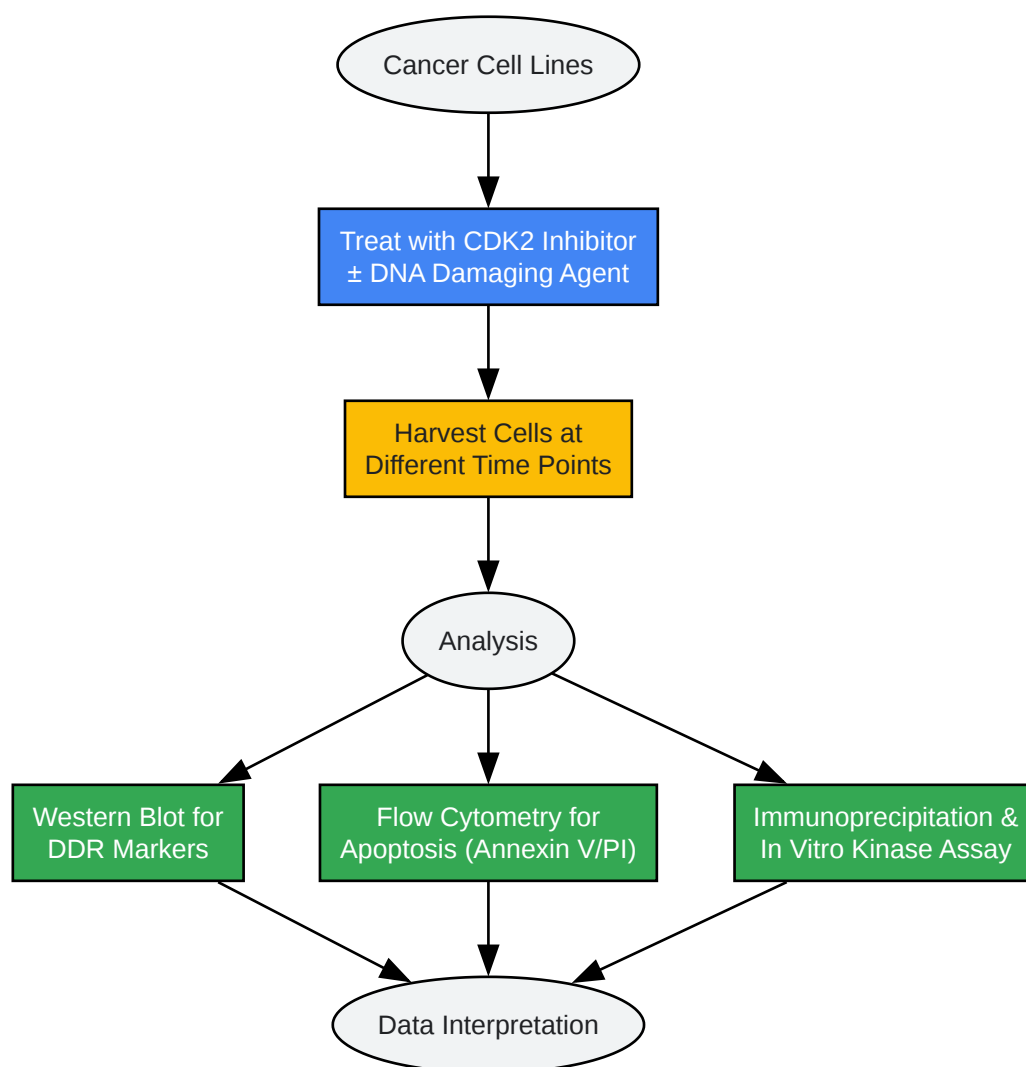 Cancer Cell Lines
Treat with CDK2 Inhibitor
± DNA Damaging Agent
Harvest Cells at
Different Time Points
Analysis
Western Blot for
DDR Markers
Flow Cytometry for
Apoptosis (Annexin V/PI)
Immunoprecipitation &
In Vitro Kinase Assay
Data Interpretation